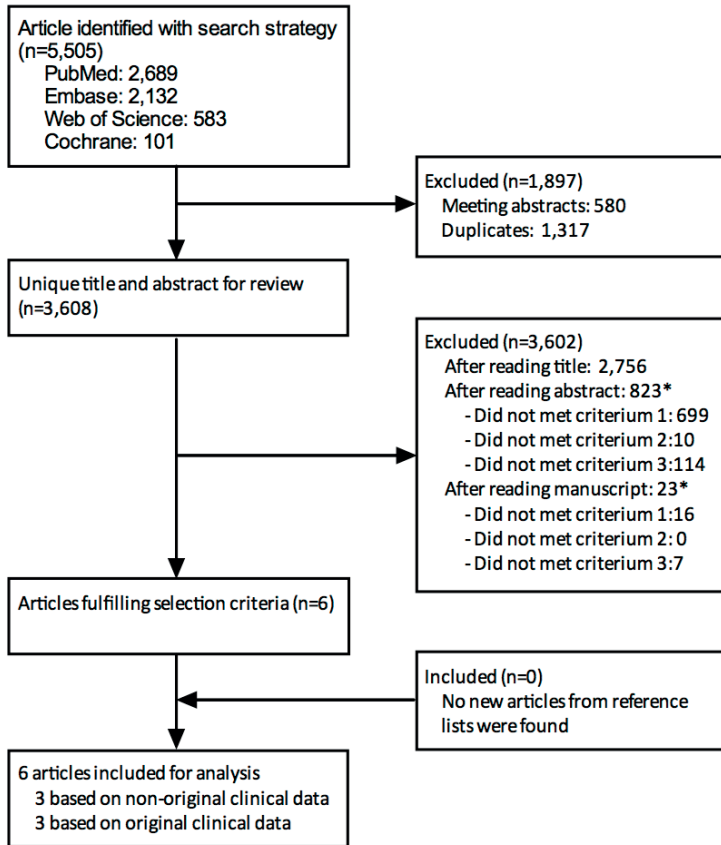 Article identified with search strategy
(n=5,505)
PubMed: 2,689
Embase: 2,132
Web of Science: 583
Cochrane: 101
Excluded (n=1,897)
Meeting abstracts: 580
Duplicates: 1,317
Unique title and abstract for review
(n=3,608)
Excluded (n=3,602)
After reading title: 2,756
After reading abstract: 823*
- Did not met criterium 1: 699
- Did not met criterium 2:10
- Did not met criterium 3:114
After reading manuscript: 23*
- Did not met criterium 1:16
- Did not met criterium 2: 0
- Did not met criterium 3:7
Articles fulfilling selection criteria (n=6)
Included (n=0)
No new articles from reference
lists were found
6 articles included for analysis
3 based on non-original clinical data
3 based on original clinical data